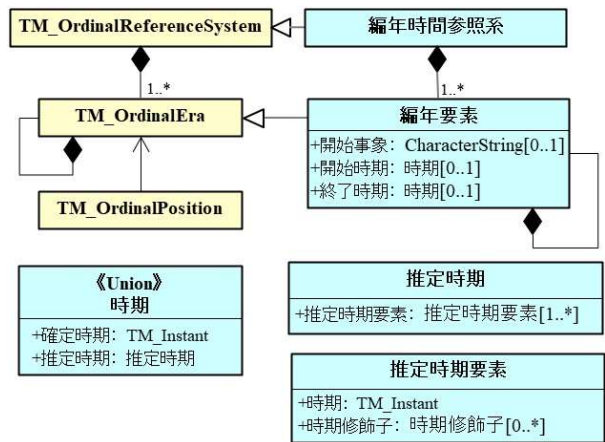 TM_OrdinalReferenceSystem
編年時間参照系
1..*
1..*
TM_OrdinalEra
編年要素
+開始事象: CharacterString[0..1]
+開始時期: 時期[0..1]
+終了時期: 時期[0..1]
TM_OrdinalPosition
《Union》
時期
+確定時期: TM_Instant
+推定時期: 推定時期
推定時期
+推定時期要素: 推定時期要素[1..*]
推定時期要素
+時期: TM_Instant
+時期修飾子: 時期修飾子[0..*]